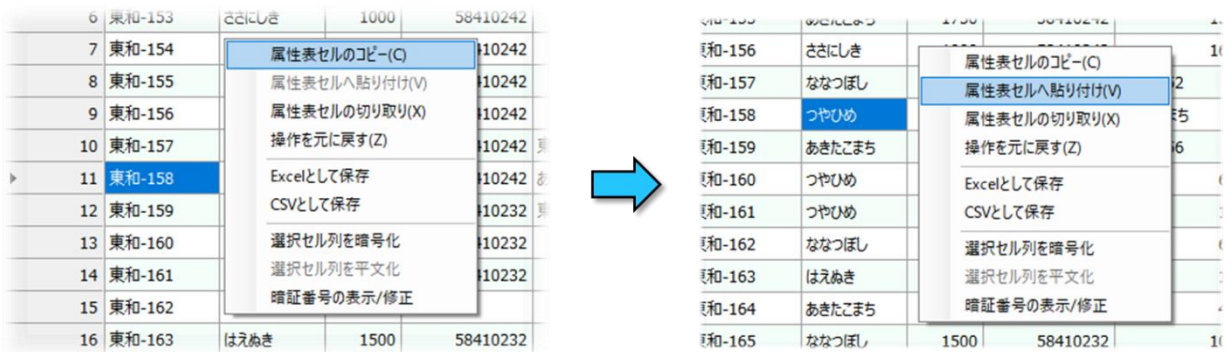 6 東和-153 ささにしき 1000 58410242
7 東和-154 10242
8 東和-155 10242
9 東和-156 10242
10 東和-157 10242
11 東和-158 10242
12 東和-159 10232
13 東和-160 10232
14 東和-161 10232
15 東和-162
16 東和-163 はえぬき 1500 58410232
属性表セルのコピー(C)
属性表セルへ貼り付け(V)
属性表セルの切り取り(X)
操作を元に戻す(Z)
Excelとして保存
CSVとして保存
選択セル列を暗号化
選択セル列を平文化
暗証番号の表示/修正
東和-156 ささにしき
東和-157 ななつぼし
東和-158 つやひめ
東和-159 あきたこまち
東和-160 つやひめ
東和-161 つやひめ
東和-162 ななつぼし
東和-163 はえぬき
東和-164 あきたこまち
東和-165 ななつぼし 1500 58410232
属性表セルのコピー(C)
属性表セルへ貼り付け(V)
属性表セルの切り取り(X)
操作を元に戻す(Z)
Excelとして保存
CSVとして保存
選択セル列を暗号化
選択セル列を平文化
暗証番号の表示/修正